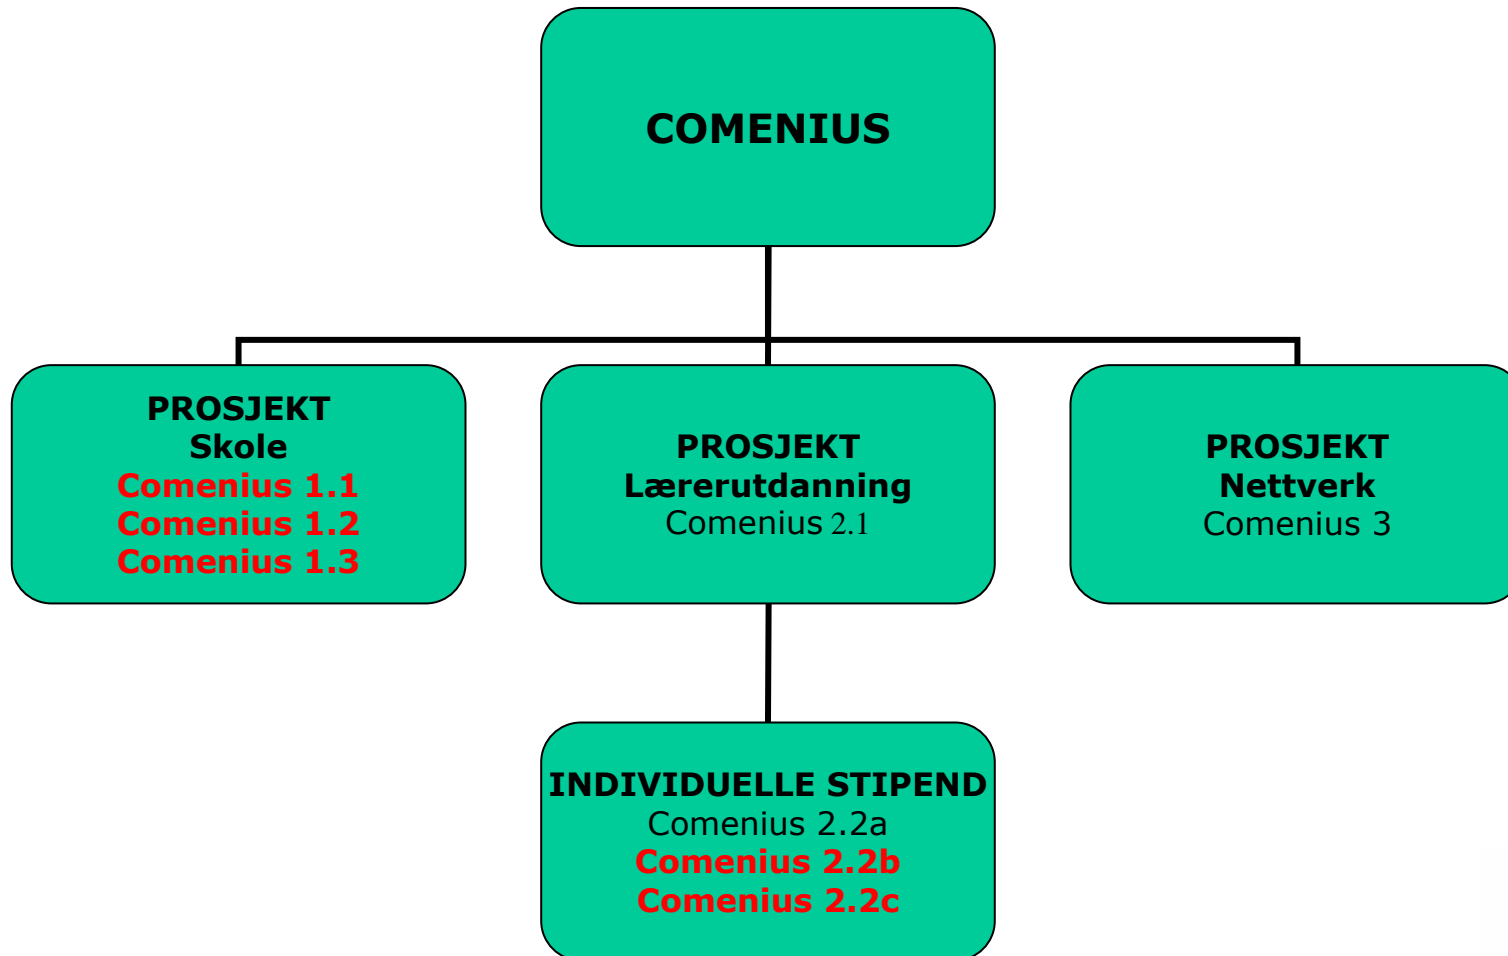 COMENIUS
PROSJEKT
Skole
Comenius 1.1
Comenius 1.2
Comenius 1.3
PROSJEKT
Lærerutdanning
Comenius 2.1
PROSJEKT
Nettverk
Comenius 3
INDIVIDUELLE STIPEND
Comenius 2.2a
Comenius 2.2b
Comenius 2.2c